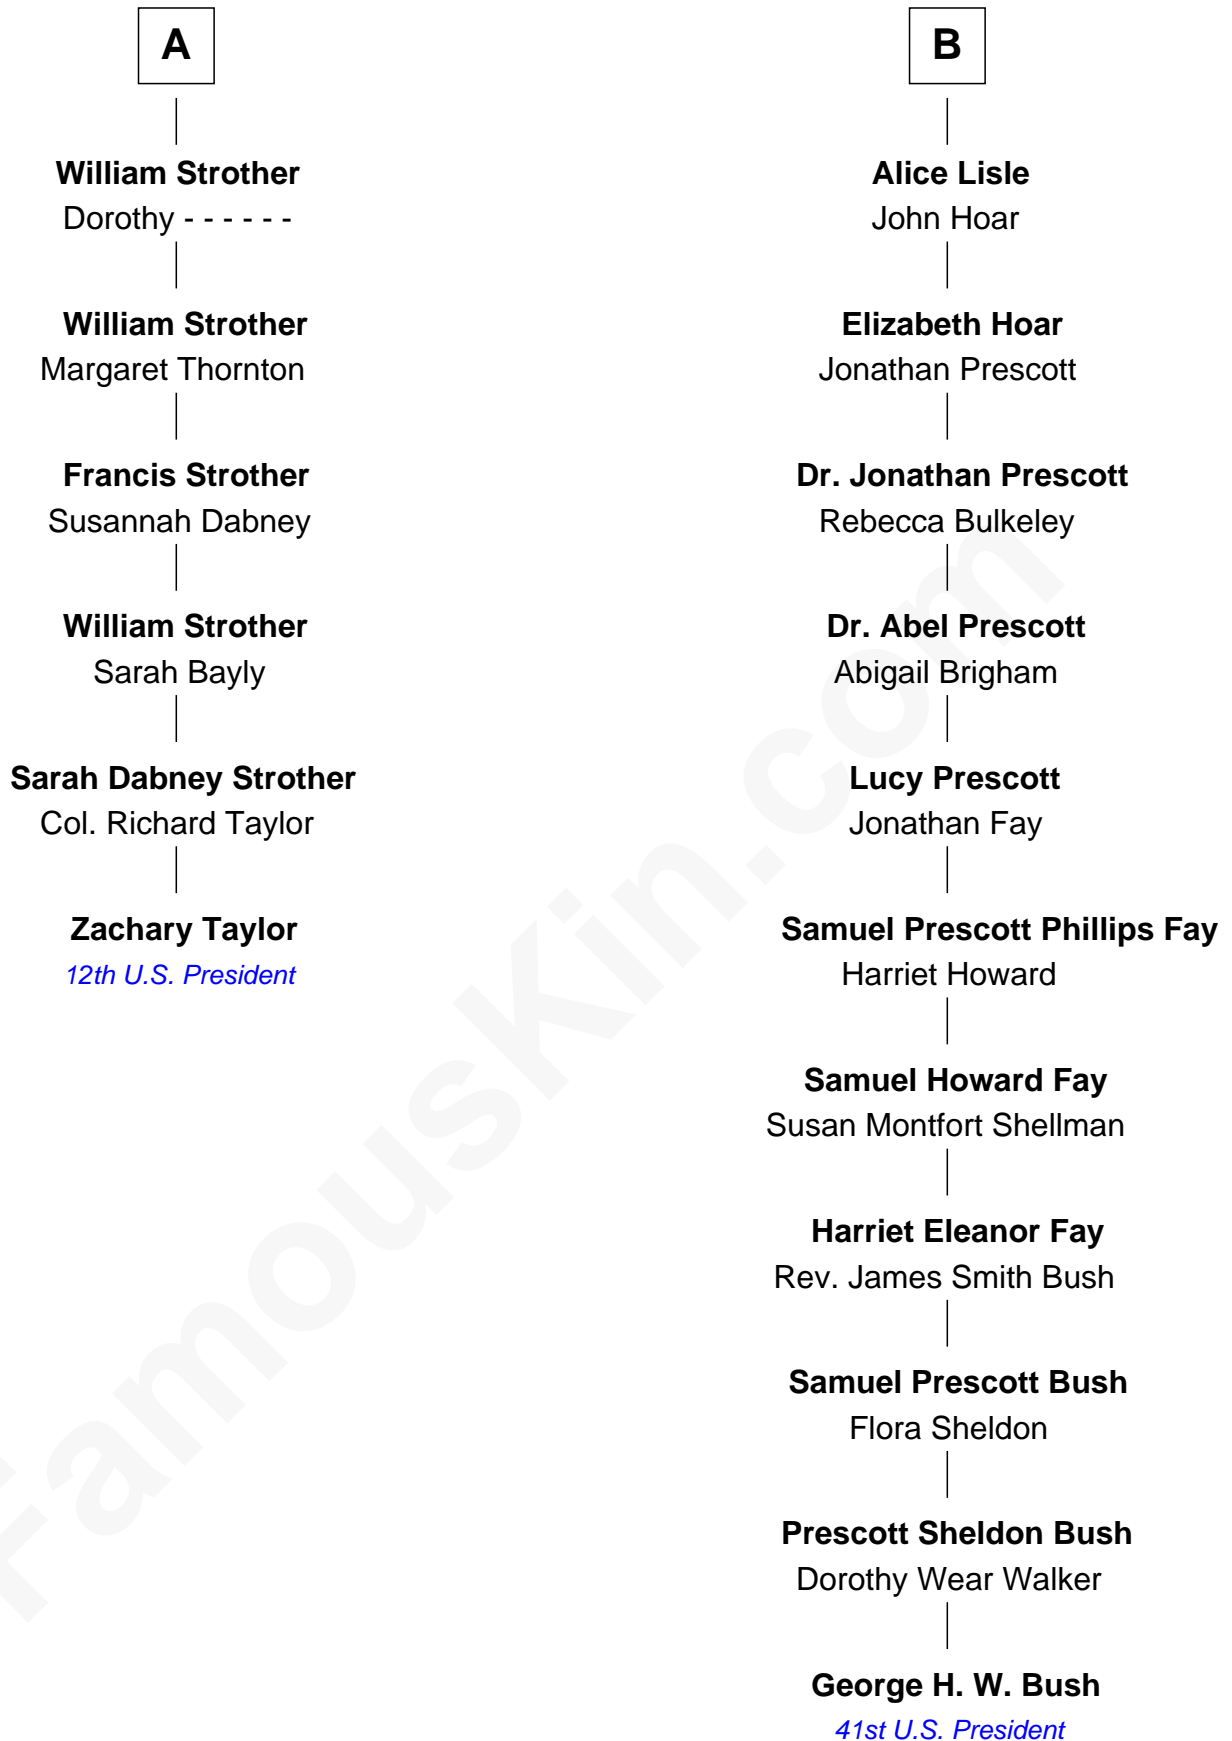 A
William Strother
Dorothy - - - - - -
William Strother
Margaret Thornton
Francis Strother
Susannah Dabney
William Strother
Sarah Bayly
Sarah Dabney Strother
Col. Richard Taylor
Zachary Taylor
12th U.S. President
B
Alice Lisle
John Hoar
Elizabeth Hoar
Jonathan Prescott
Dr. Jonathan Prescott
Rebecca Bulkeley
Dr. Abel Prescott
Abigail Brigham
Lucy Prescott
Jonathan Fay
Samuel Prescott Phillips Fay
Harriet Howard
Samuel Howard Fay
Susan Montfort Shellman
Harriet Eleanor Fay
Rev. James Smith Bush
Samuel Prescott Bush
Flora Sheldon
Prescott Sheldon Bush
Dorothy Wear Walker
George H. W. Bush
41st U.S. President
FamousKin.com